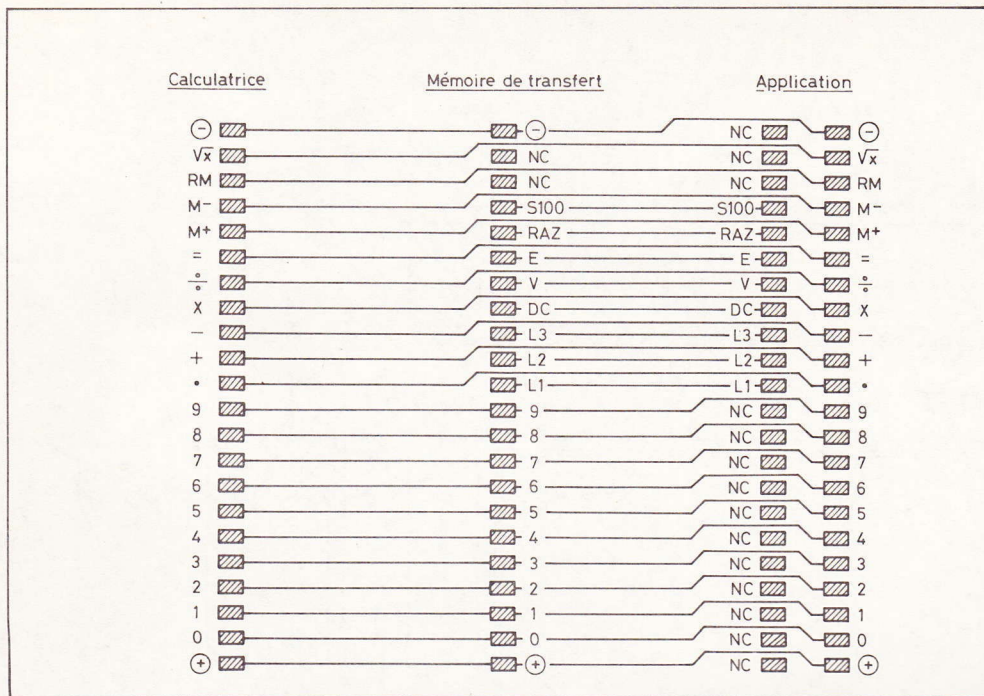 Calculatrice Mémoire de transfert Application
⊖ ⊖ NC ⊖
√x NC NC √x
RM NC NC RM
M- S100 S100 M-
M+ RAZ RAZ M+
= E E =
÷ V V ÷
X DC DC X
— L3 L3 —
+ L2 L2 +
• L1 L1 •
9 9 NC 9
8 8 NC 8
7 7 NC 7
6 6 NC 6
5 5 NC 5
4 4 NC 4
3 3 NC 3
2 2 NC 2
1 1 NC 1
0 0 NC 0
⊕ ⊕ NC ⊕